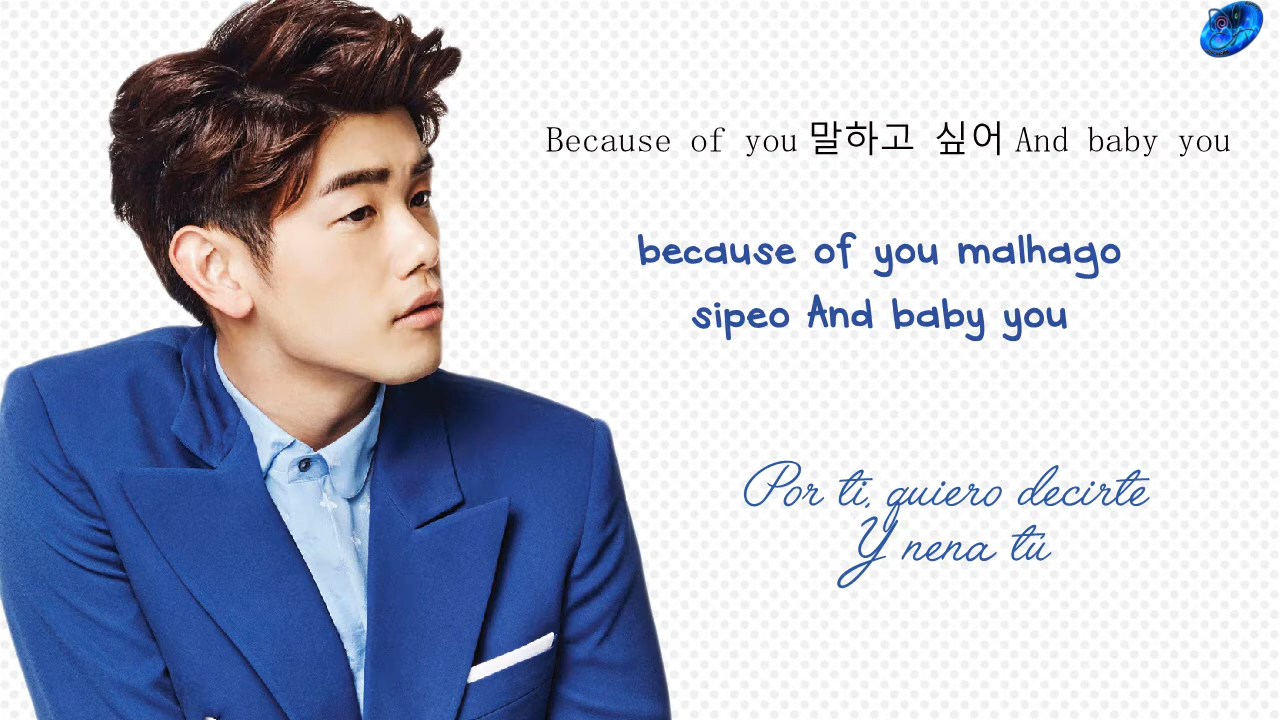 Because of you 말하고 싶어 And baby you
because of you malhago
sipeo And baby you
Por ti, quiero decirte
Y nena tú